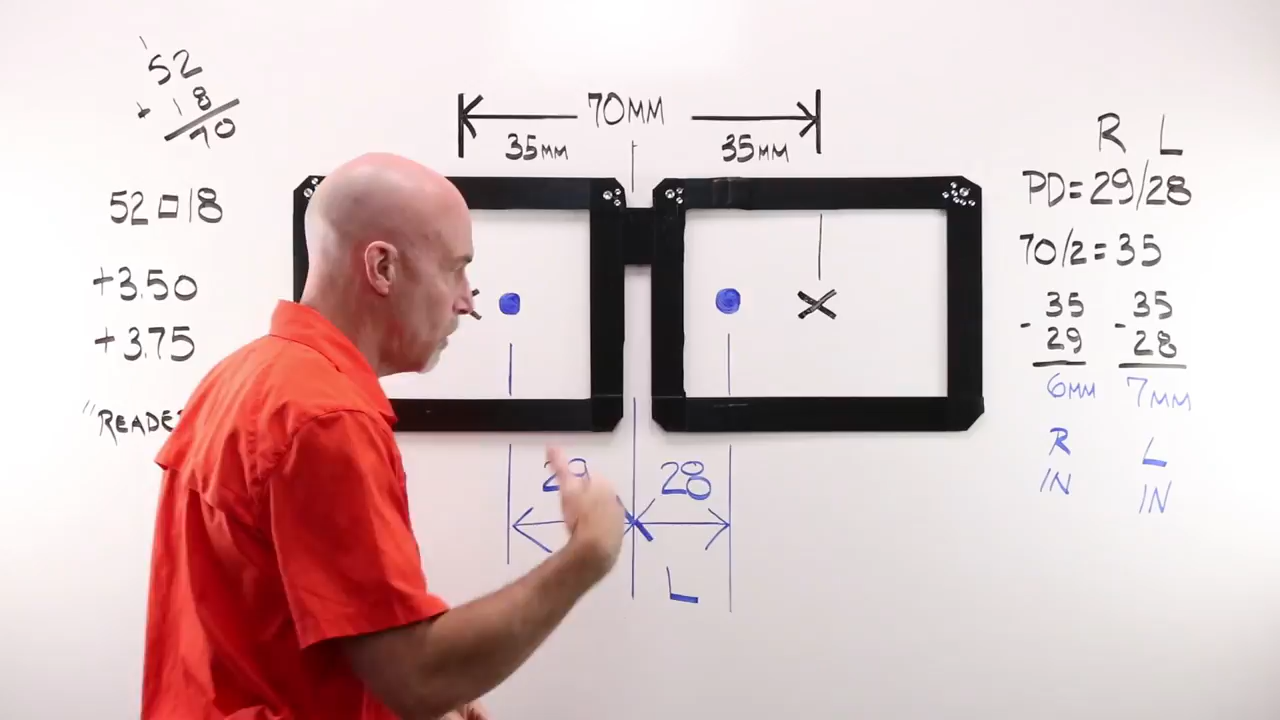 52
+ 18
70
52□18
+3.50
+3.75
70MM
35MM 35MM
29 28
L
R L
PD=29/28
70/2=35
35 35
- 29 - 28
6MM 7MM
R L
IN IN